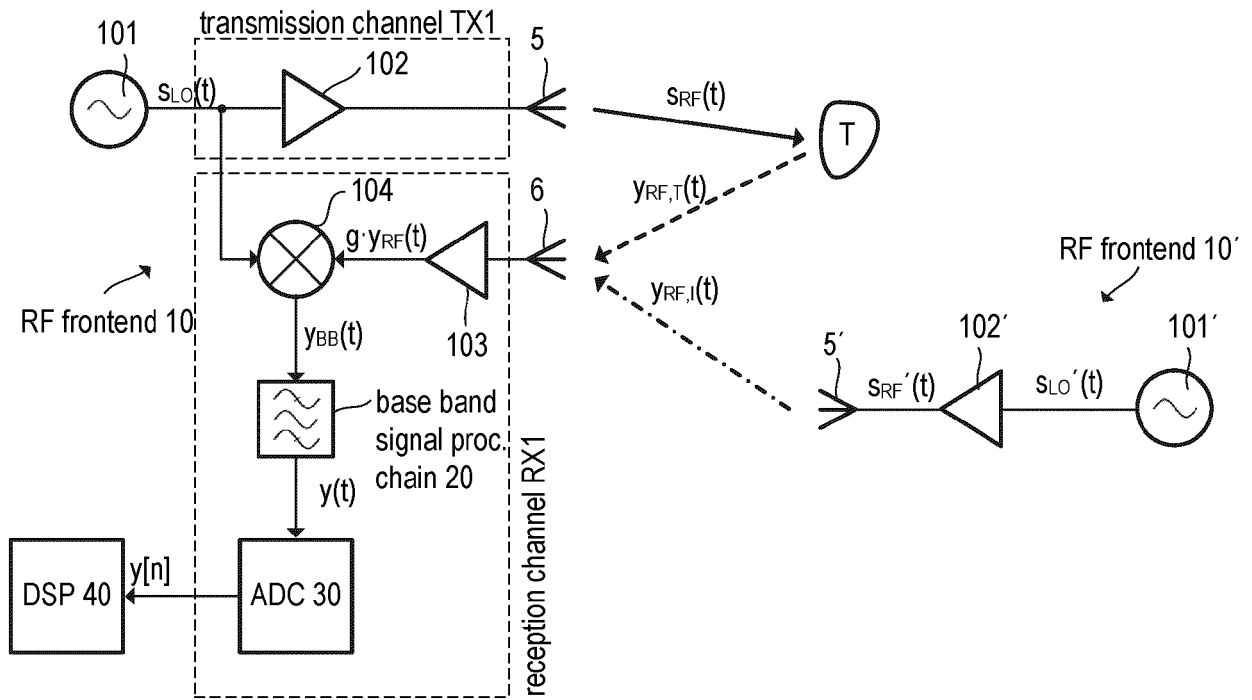 transmission channel TX1
101
102
5
sLO(t)
sRF(t)
T
yRF,T(t)
104
6
g·yRF(t)
RF frontend 10
103
yRF,I(t)
RF frontend 10´
yBB(t)
5´
102´
101´
sRF´(t)
sLO´(t)
base band
signal proc.
chain 20
y(t)
reception channel RX1
DSP 40
y[n]
ADC 30